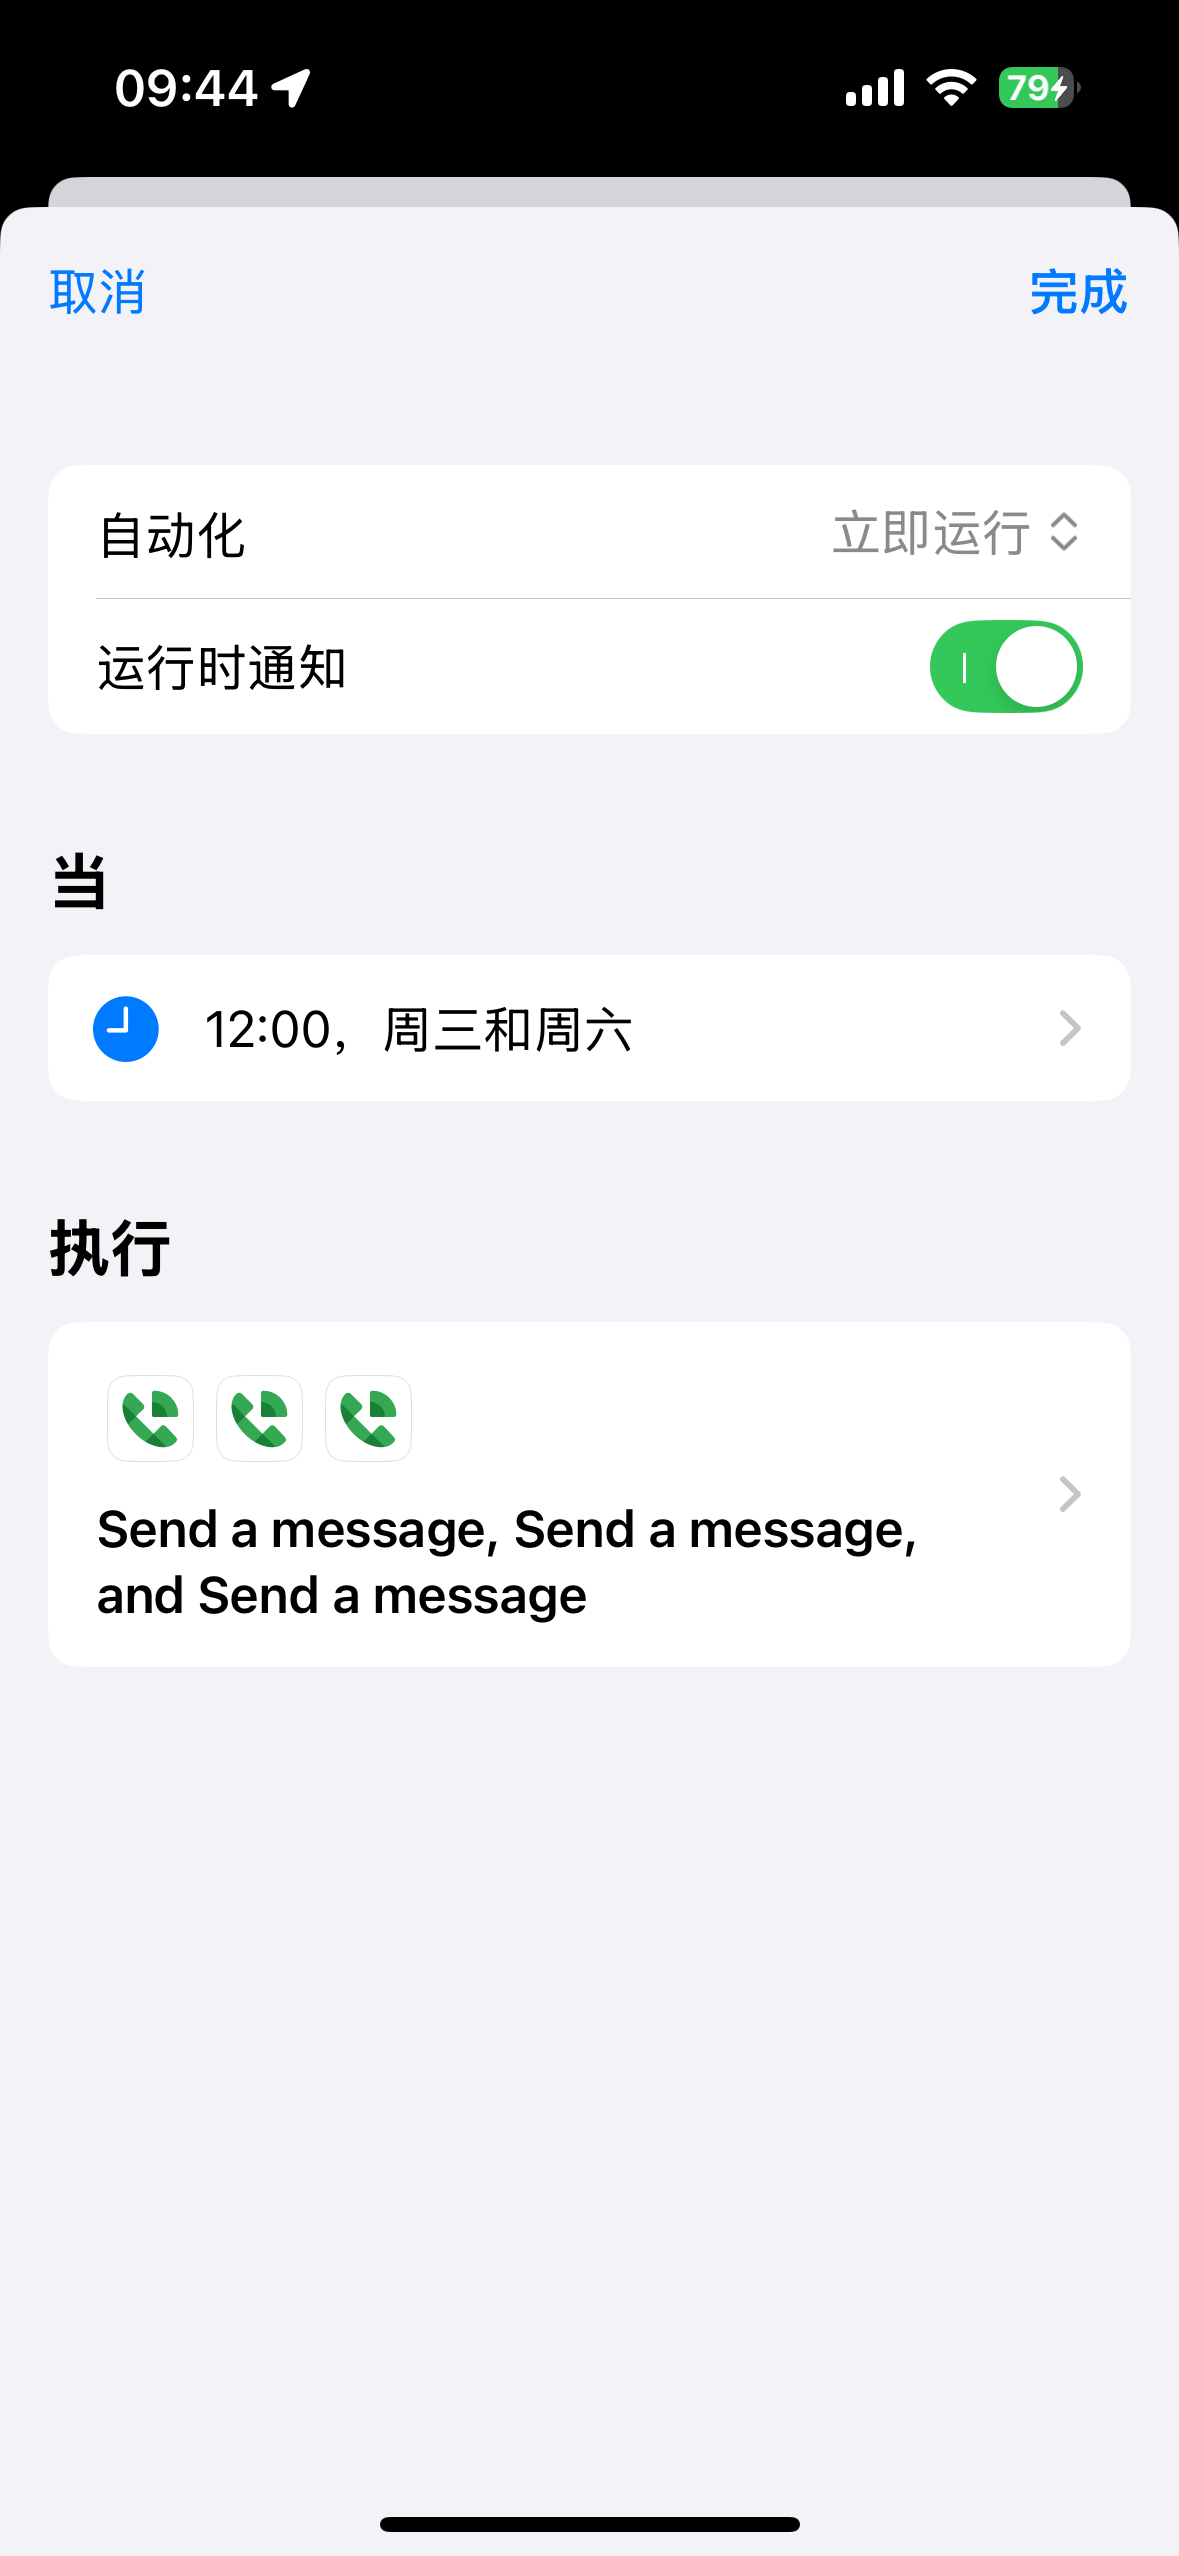 09:44
79
取消
完成
自动化
立即运行
运行时通知
当
12:00，周三和周六
执行
Send a message, Send a message,
and Send a message